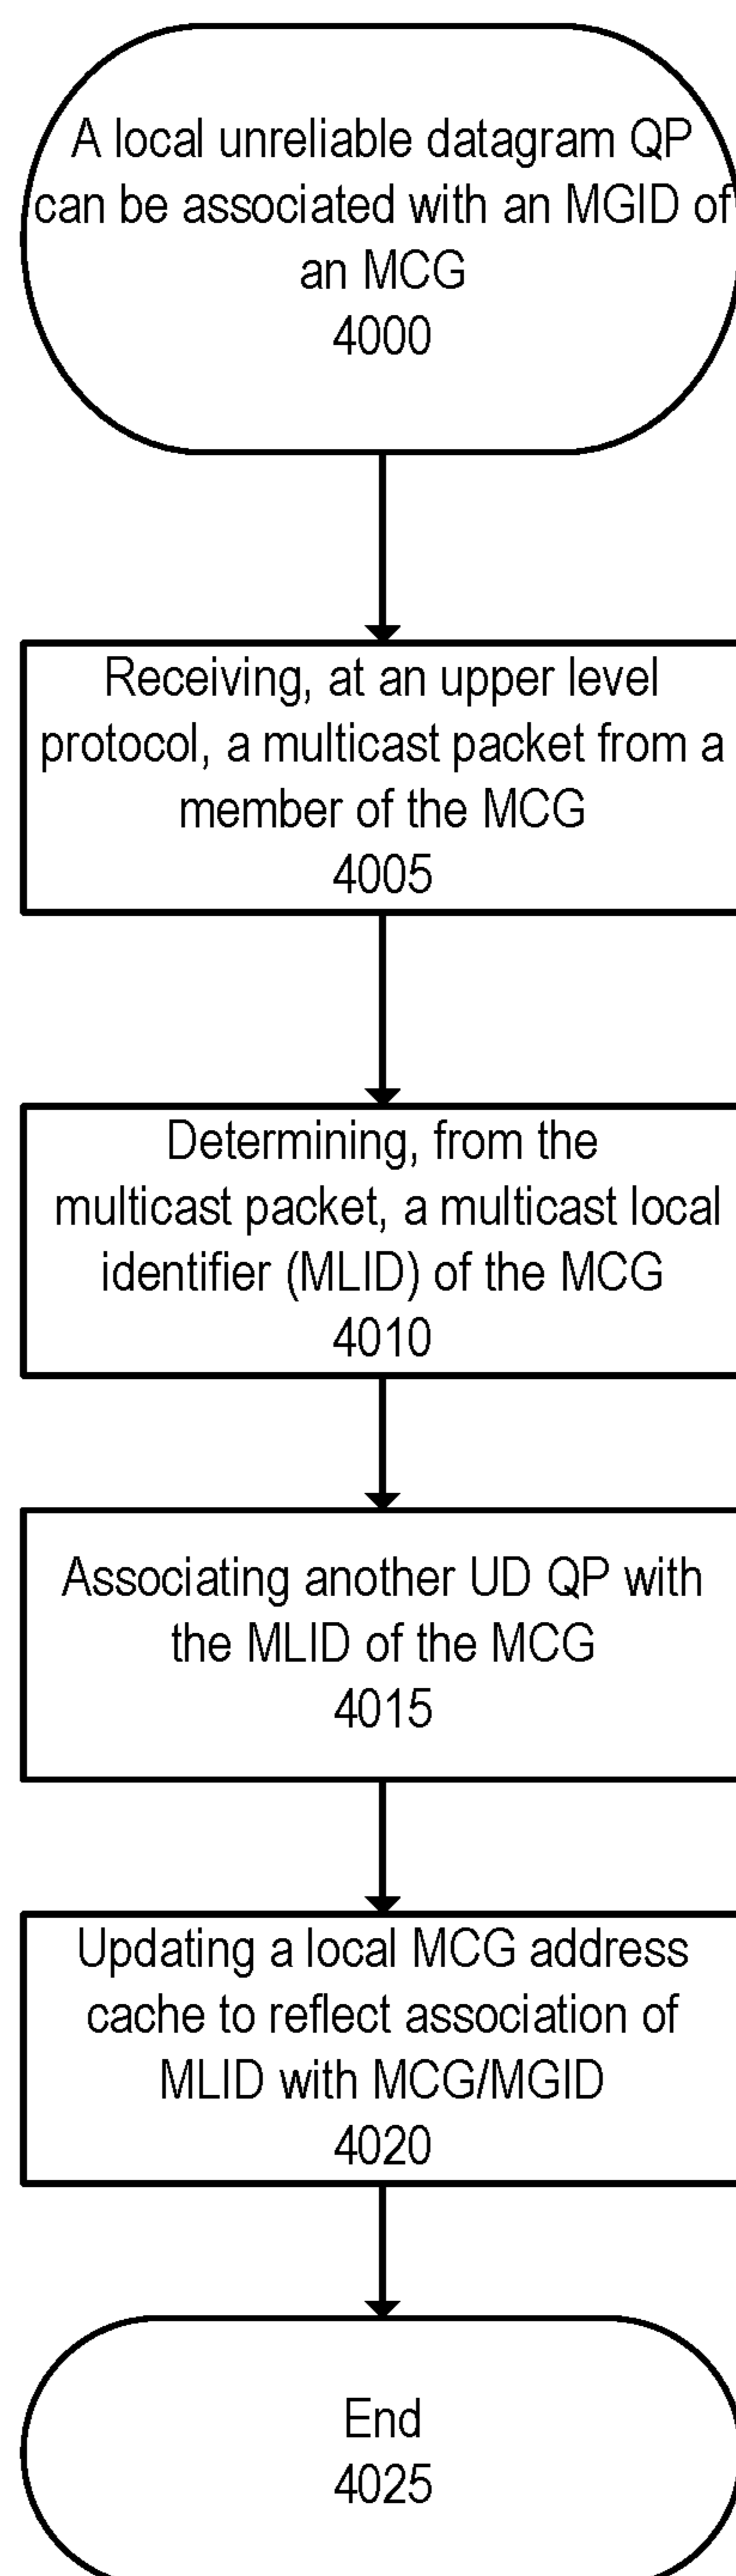 A local unreliable datagram QP
can be associated with an MGID of
an MCG
4000
Receiving, at an upper level
protocol, a multicast packet from a
member of the MCG
4005
Determining, from the
multicast packet, a multicast local
identifier (MLID) of the MCG
4010
Associating another UD QP with
the MLID of the MCG
4015
Updating a local MCG address
cache to reflect association of
MLID with MCG/MGID
4020
End
4025